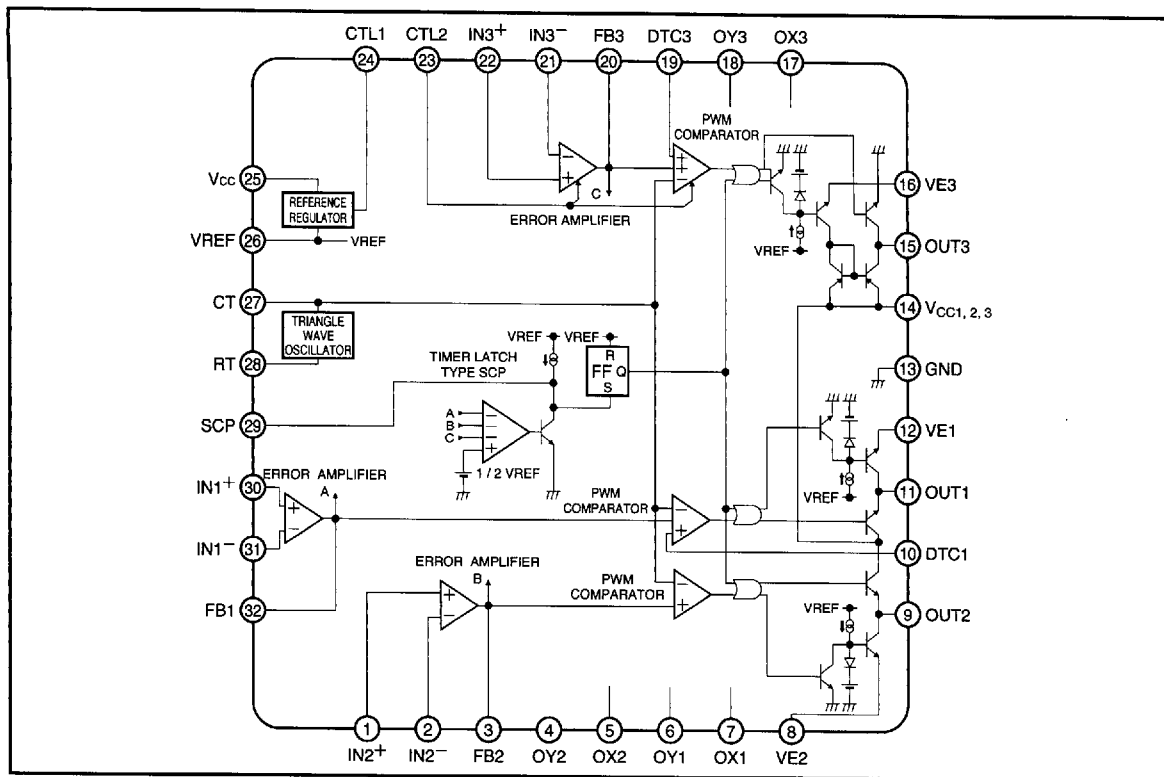 CTL1 CTL2 IN3+ IN3− FB3 DTC3 OY3 OX3
24 23 22 21 20 19 18 17
PWM
COMPARATOR
Vcc 25
REFERENCE
REGULATOR
VREF 26
VREF
C
ERROR AMPLIFIER
VREF
16 VE3
15 OUT3
14 VCC1, 2, 3
CT 27
TRIANGLE
WAVE
OSCILLATOR
RT 28
VREF VREF
TIMER LATCH
TYPE SCP
R
FF Q
S
13 GND
SCP 29
A
B
C
1 / 2 VREF
12 VE1
VREF
11 OUT1
ERROR AMPLIFIER
IN1+ 30
A
IN1− 31
PWM
COMPARATOR
10 DTC1
FB1 32
ERROR AMPLIFIER
B
PWM
COMPARATOR
VREF
9 OUT2
1 2 3 4 5 6 7 8
IN2+ IN2− FB2 OY2 OX2 OY1 OX1 VE2